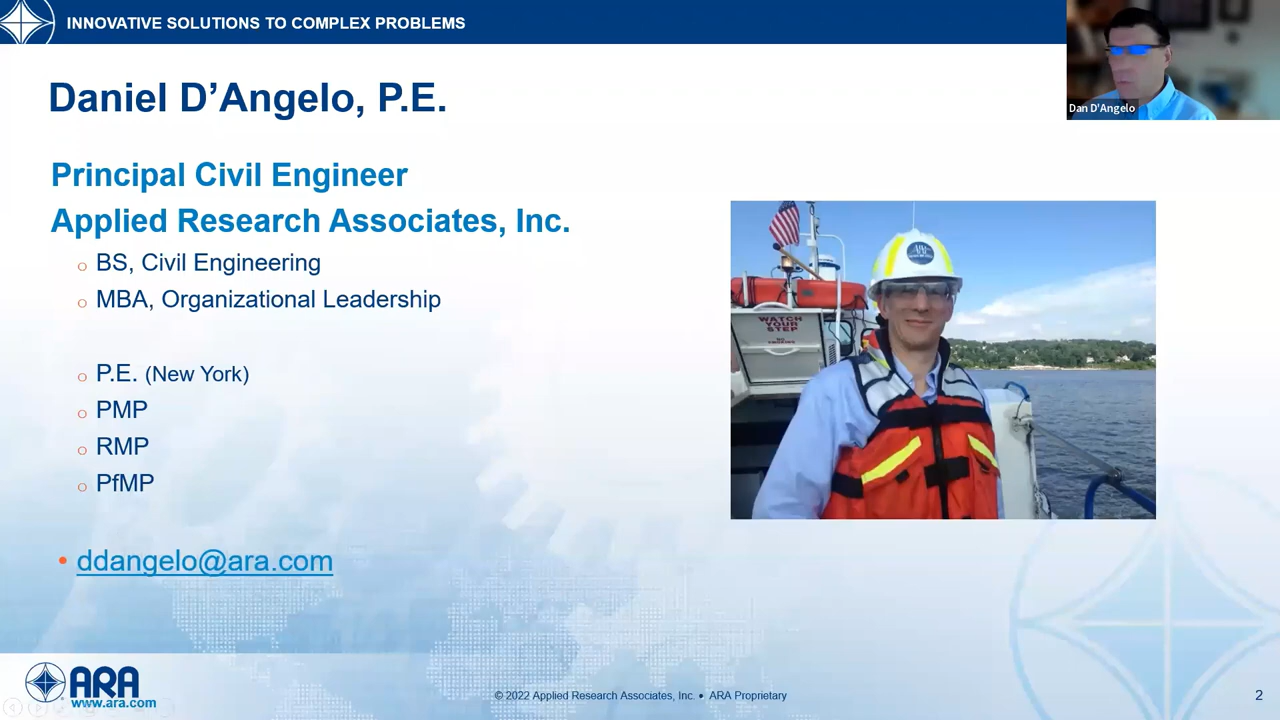 INNOVATIVE SOLUTIONS TO COMPLEX PROBLEMS
Dan D'Angelo
Daniel D’Angelo, P.E.
Principal Civil Engineer
Applied Research Associates, Inc.
BS, Civil Engineering
MBA, Organizational Leadership
P.E. (New York)
PMP
RMP
PfMP
ddangelo@ara.com
WATCH
YOUR
STEP
ARA
www.ara.com
© 2022 Applied Research Associates, Inc. • ARA Proprietary
2